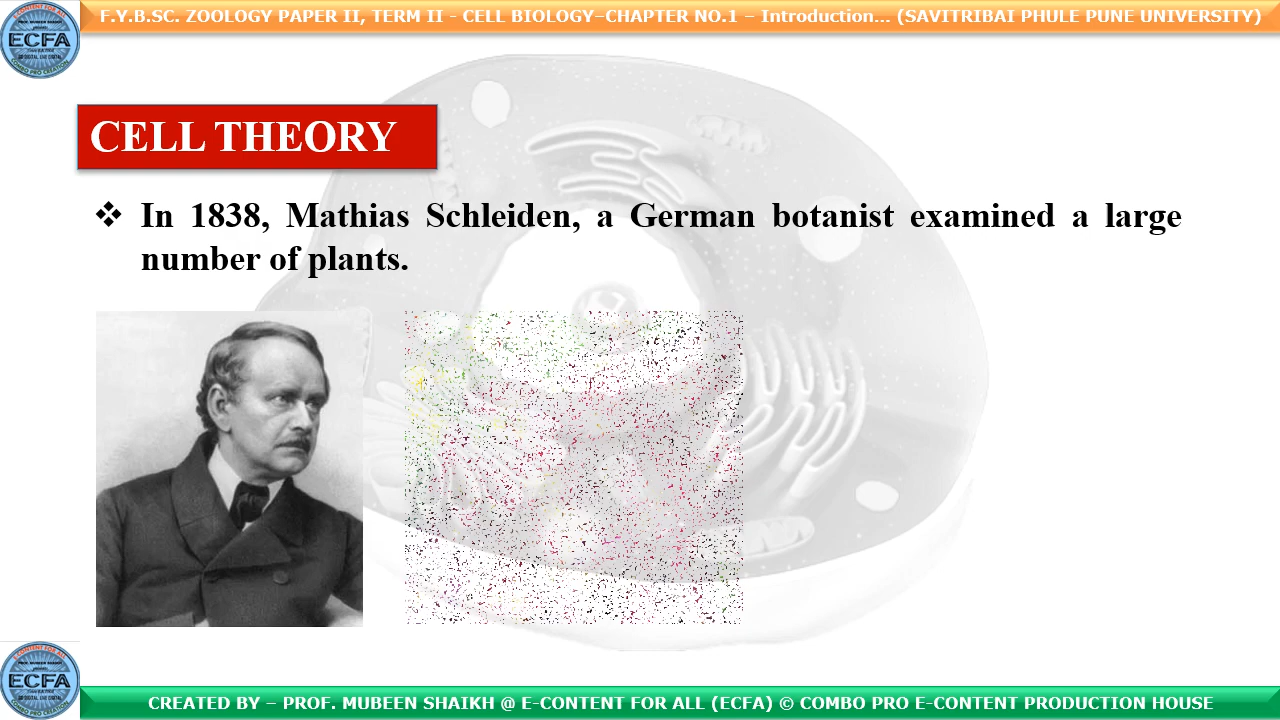 F.Y.B.SC. ZOOLOGY PAPER II, TERM II - CELL BIOLOGY–CHAPTER NO.1 – Introduction... (SAVITRIBAI PHULE PUNE UNIVERSITY)
ECFA
CELL THEORY
❖ In 1838, Mathias Schleiden, a German botanist examined a large
number of plants.
ECFA
CREATED BY – PROF. MUBEEN SHAIKH @ E-CONTENT FOR ALL (ECFA) © COMBO PRO E-CONTENT PRODUCTION HOUSE